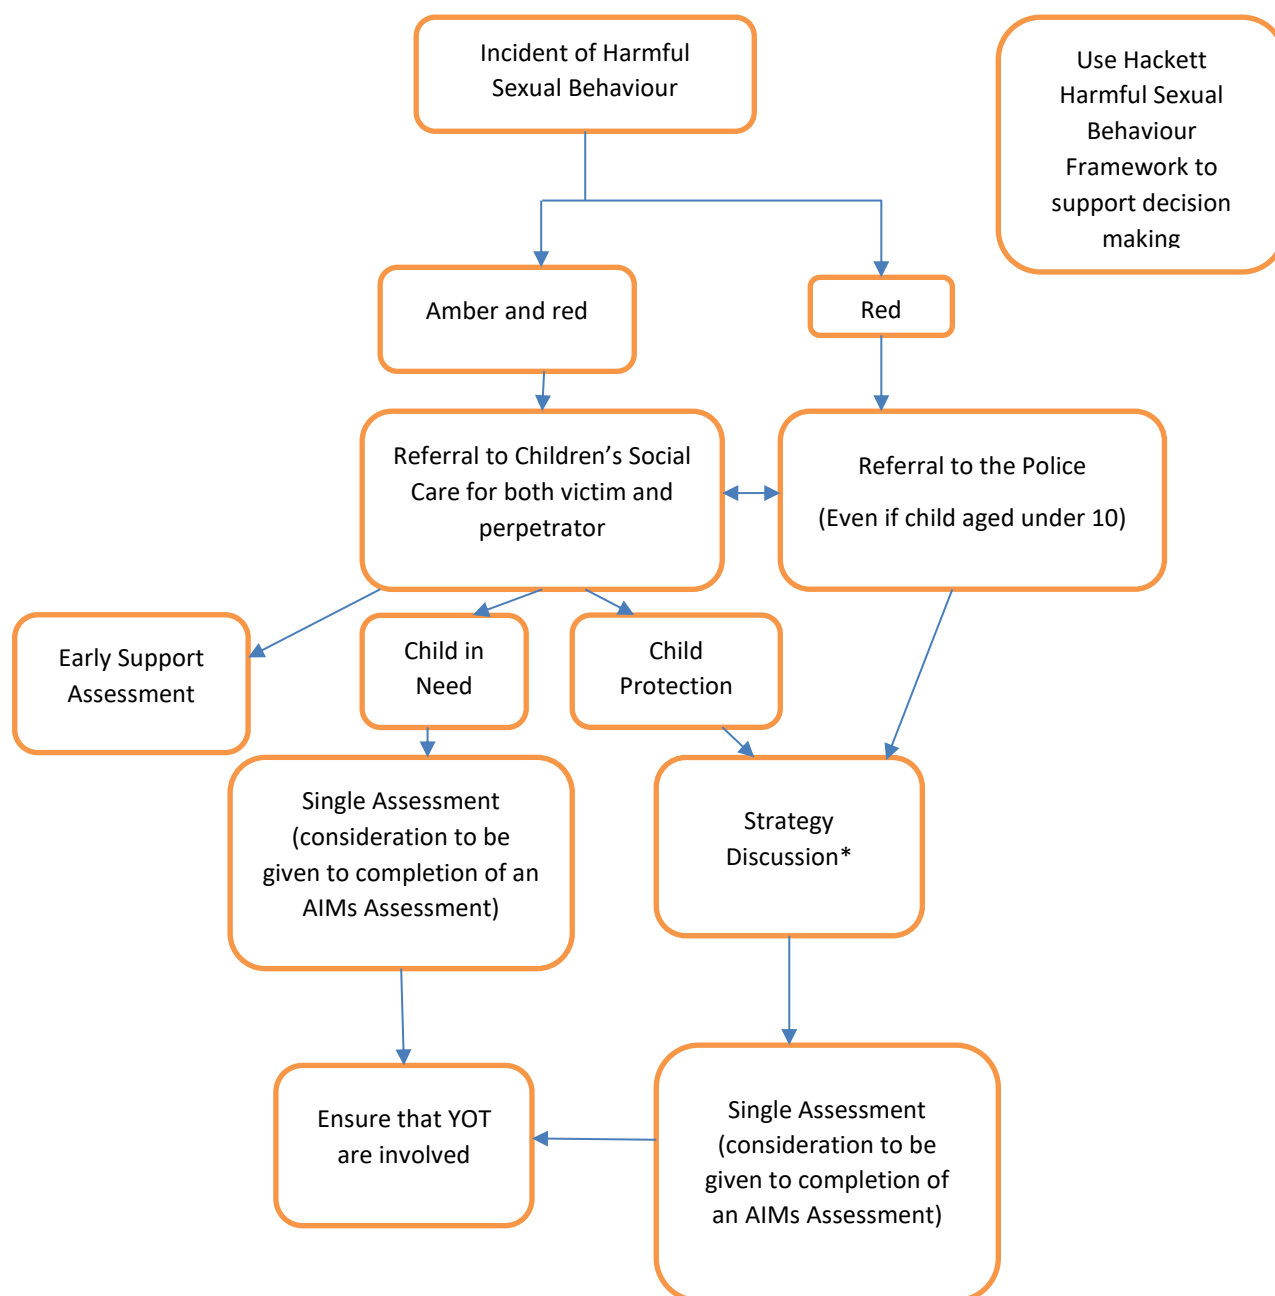 Incident of Harmful
Sexual Behaviour
Use Hackett
Harmful Sexual
Behaviour
Framework to
support decision
making
Amber and red
Red
Referral to Children’s Social
Care for both victim and
perpetrator
Referral to the Police
(Even if child aged under 10)
Early Support
Assessment
Child in
Need
Child
Protection
Single Assessment
(consideration to be
given to completion of an
AIMs Assessment)
Strategy
Discussion*
Ensure that YOT
are involved
Single Assessment
(consideration to be
given to completion of
an AIMs Assessment)